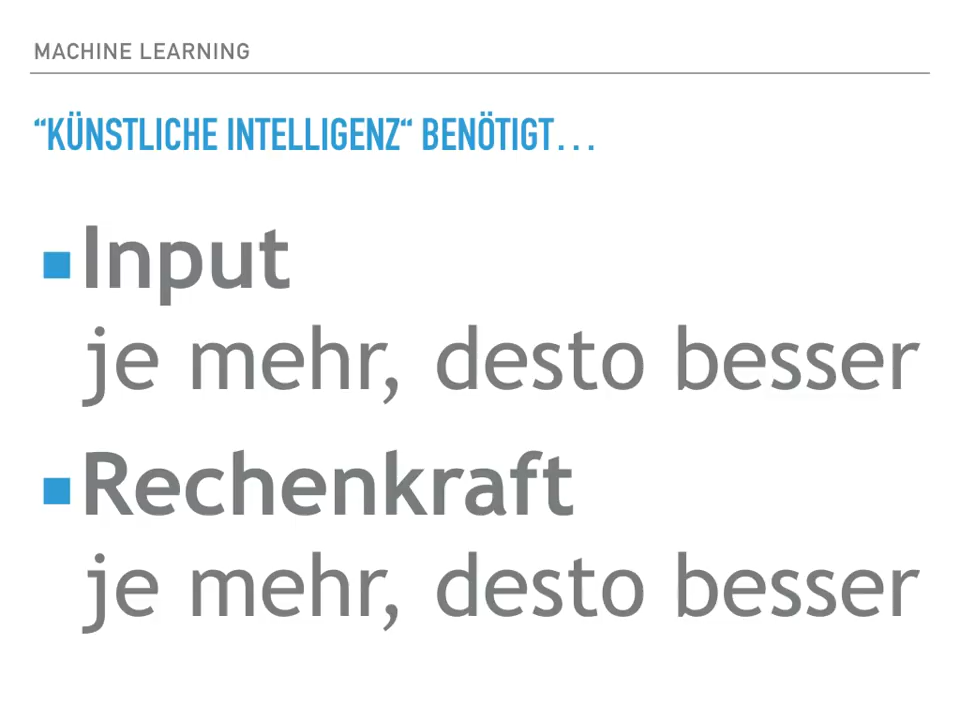 MACHINE LEARNING
“KÜNSTLICHE INTELLIGENZ“ BENÖTIGT…
▪Input
je mehr, desto besser
▪Rechenkraft
je mehr, desto besser